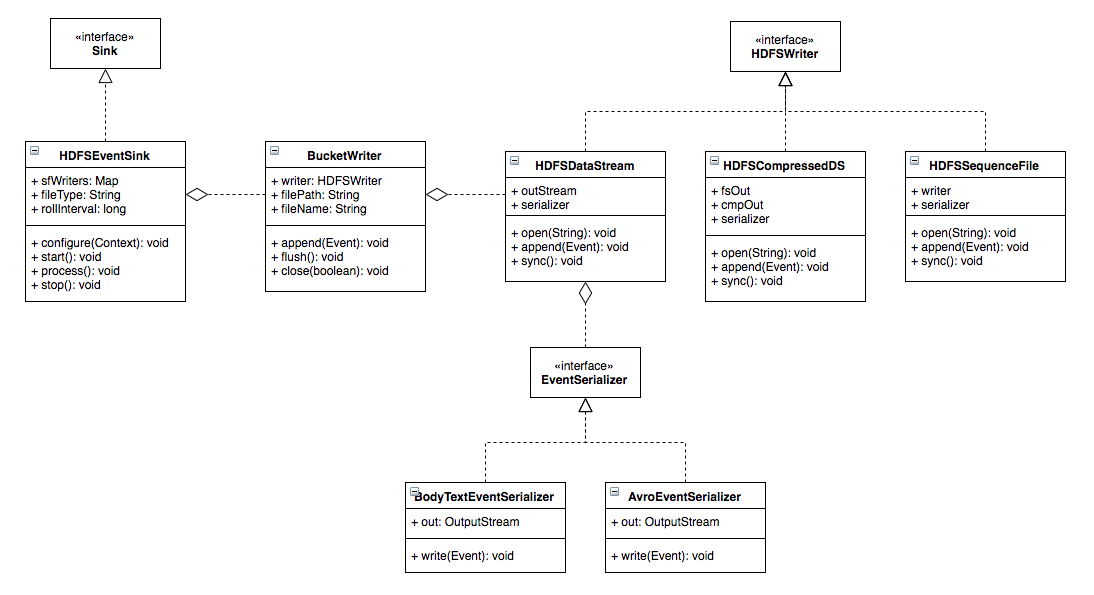 «interface»
Sink
«interface»
HDFSWriter
HDFSEventSink
+ sfWriters: Map
+ fileType: String
+ rollInterval: long
+ configure(Context): void
+ start(): void
+ process(): void
+ stop(): void
BucketWriter
+ writer: HDFSWriter
+ filePath: String
+ fileName: String
+ append(Event): void
+ flush(): void
+ close(boolean): void
HDFSDataStream
+ outStream
+ serializer
+ open(String): void
+ append(Event): void
+ sync(): void
HDFSCompressedDS
+ fsOut
+ cmpOut
+ serializer
+ open(String): void
+ append(Event): void
+ sync(): void
HDFSSequenceFile
+ writer
+ serializer
+ open(String): void
+ append(Event): void
+ sync(): void
«interface»
EventSerializer
BodyTextEventSerializer
+ out: OutputStream
+ write(Event): void
AvroEventSerializer
+ out: OutputStream
+ write(Event): void